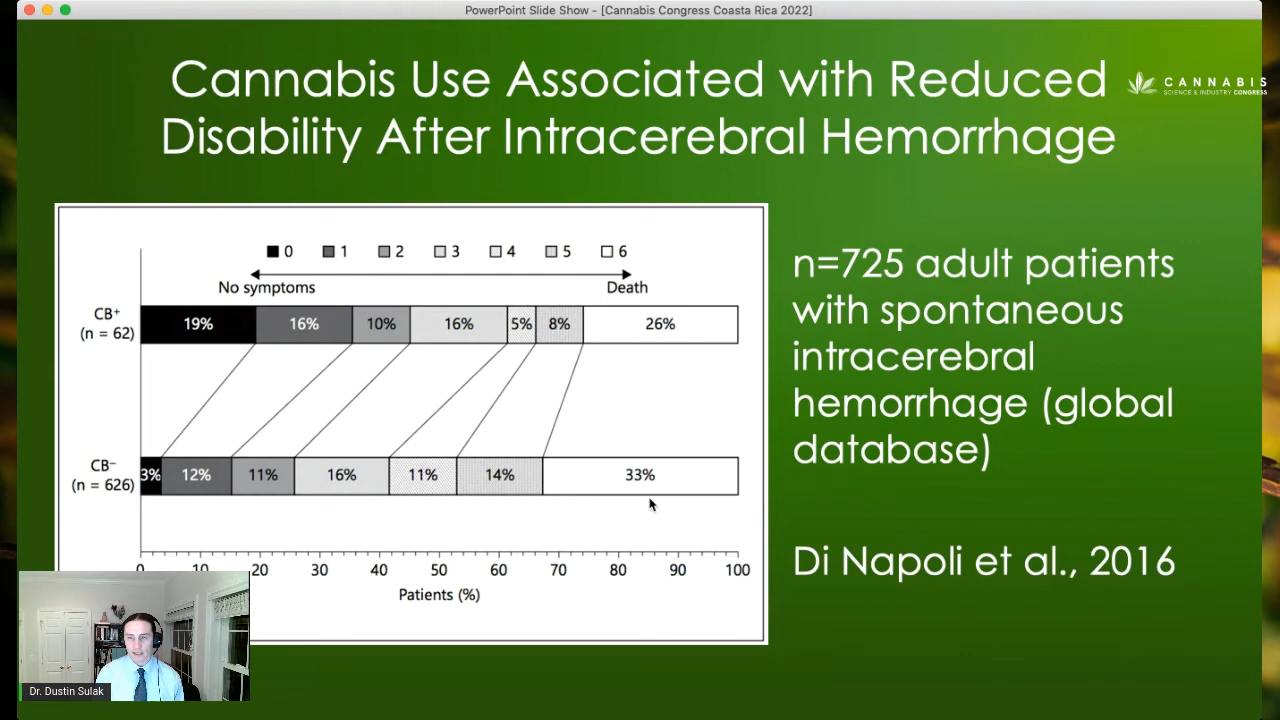 PowerPoint Slide Show - [Cannabis Congress Coasta Rica 2022]
Cannabis Use Associated with Reduced
Disability After Intracerebral Hemorrhage
CANNABIS
SCIENCE & INDUSTRY CONGRESS
0 1 2 3 4 5 6
No symptoms Death
CB⁺
(n = 62)
19% 16% 10% 16% 5% 8% 26%
CB⁻
(n = 626)
3% 12% 11% 16% 11% 14% 33%
0 10 20 30 40 50 60 70 80 90 100
Patients (%)
n=725 adult patients
with spontaneous
intracerebral
hemorrhage (global
database)
Di Napoli et al., 2016
Dr. Dustin Sulak